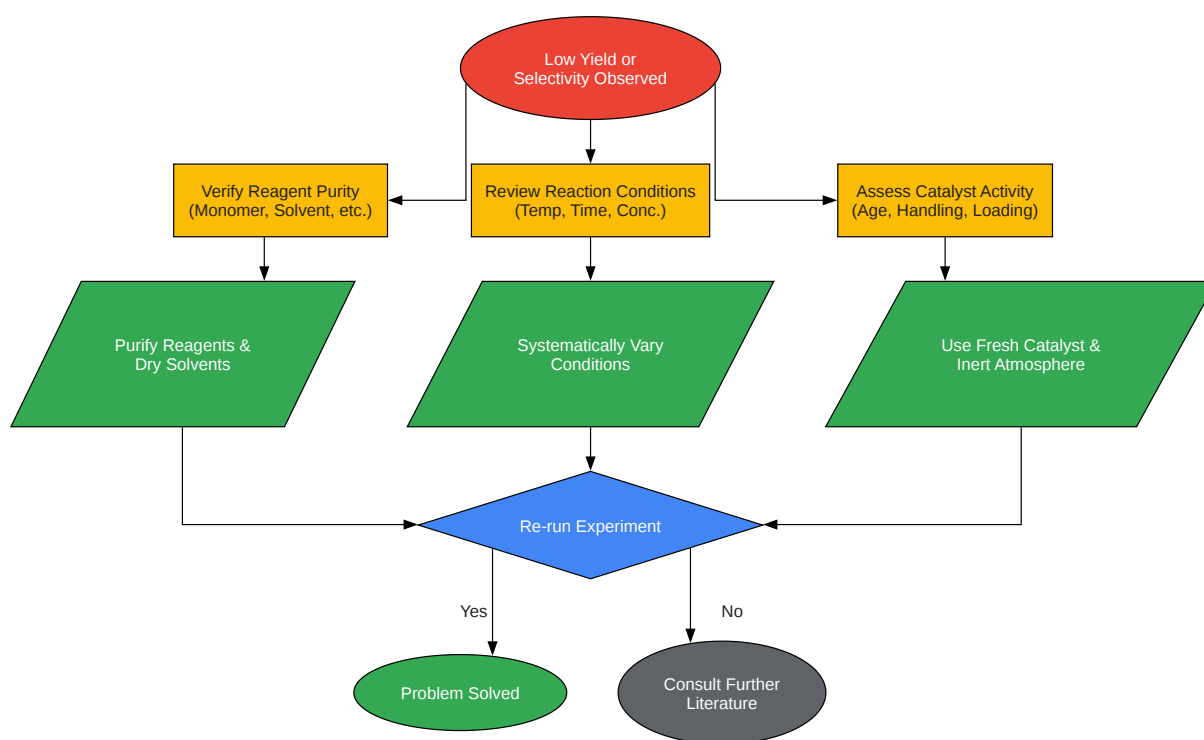 Low Yield or
Selectivity Observed
Verify Reagent Purity
(Monomer, Solvent, etc.)
Review Reaction Conditions
(Temp, Time, Conc.)
Assess Catalyst Activity
(Age, Handling, Loading)
Purify Reagents &
Dry Solvents
Systematically Vary
Conditions
Use Fresh Catalyst &
Inert Atmosphere
Re-run Experiment
Yes
No
Problem Solved
Consult Further
Literature